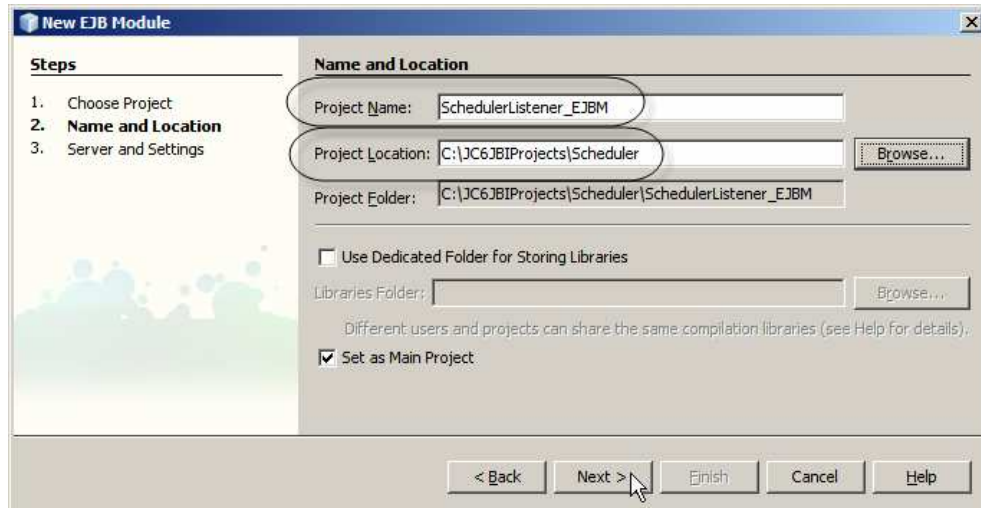 New EJB Module
Steps
1. Choose Project
2. Name and Location
3. Server and Settings
Name and Location
Project Name: SchedulerListener_EJBM
Project Location: C:\JC6JBIProjects\Scheduler Browse...
Project Folder: C:\JC6JBIProjects\Scheduler\SchedulerListener_EJBM
Use Dedicated Folder for Storing Libraries
Libraries Folder: Browse...
Different users and projects can share the same compilation libraries (see Help for details).
Set as Main Project
< Back Next > Finish Cancel Help